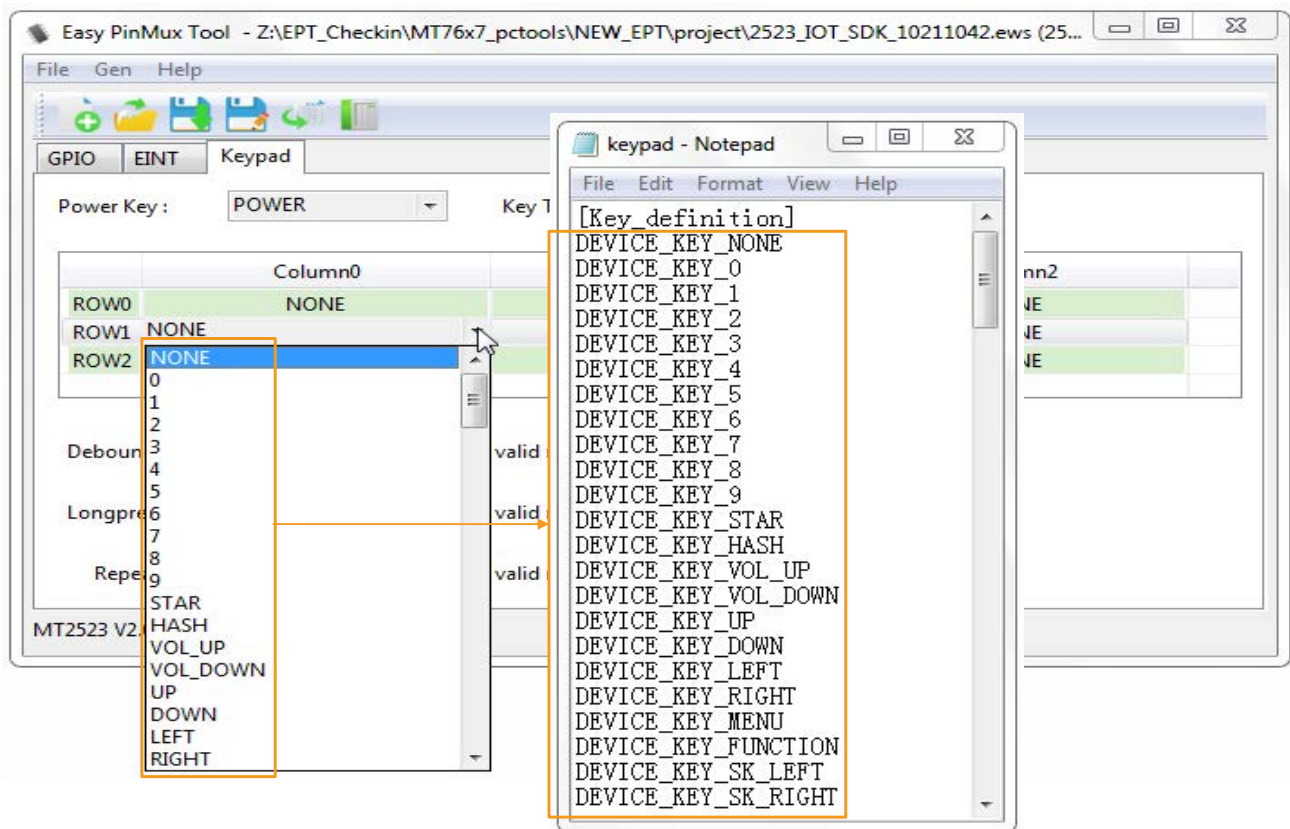 Easy PinMux Tool - Z:\EPT_Checkin\MT76x7_pctools\NEW_EPT\project\2523_IOT_SDK_10211042.ews (25...
File Gen Help
GPIO EINT Keypad
Power Key : POWER Key T
Column0
ROW0 NONE
ROW1 NONE
ROW2
NONE
0
1
2
3
4
5
6
7
8
9
STAR
HASH
VOL_UP
VOL_DOWN
UP
DOWN
LEFT
RIGHT
Deboun valid
Longpre valid
Repe valid
MT2523 V2.
keypad - Notepad
File Edit Format View Help
[Key_definition]
DEVICE_KEY_NONE
DEVICE_KEY_0
DEVICE_KEY_1
DEVICE_KEY_2
DEVICE_KEY_3
DEVICE_KEY_4
DEVICE_KEY_5
DEVICE_KEY_6
DEVICE_KEY_7
DEVICE_KEY_8
DEVICE_KEY_9
DEVICE_KEY_STAR
DEVICE_KEY_HASH
DEVICE_KEY_VOL_UP
DEVICE_KEY_VOL_DOWN
DEVICE_KEY_UP
DEVICE_KEY_DOWN
DEVICE_KEY_LEFT
DEVICE_KEY_RIGHT
DEVICE_KEY_MENU
DEVICE_KEY_FUNCTION
DEVICE_KEY_SK_LEFT
DEVICE_KEY_SK_RIGHT
mn2
NE
NE
NE